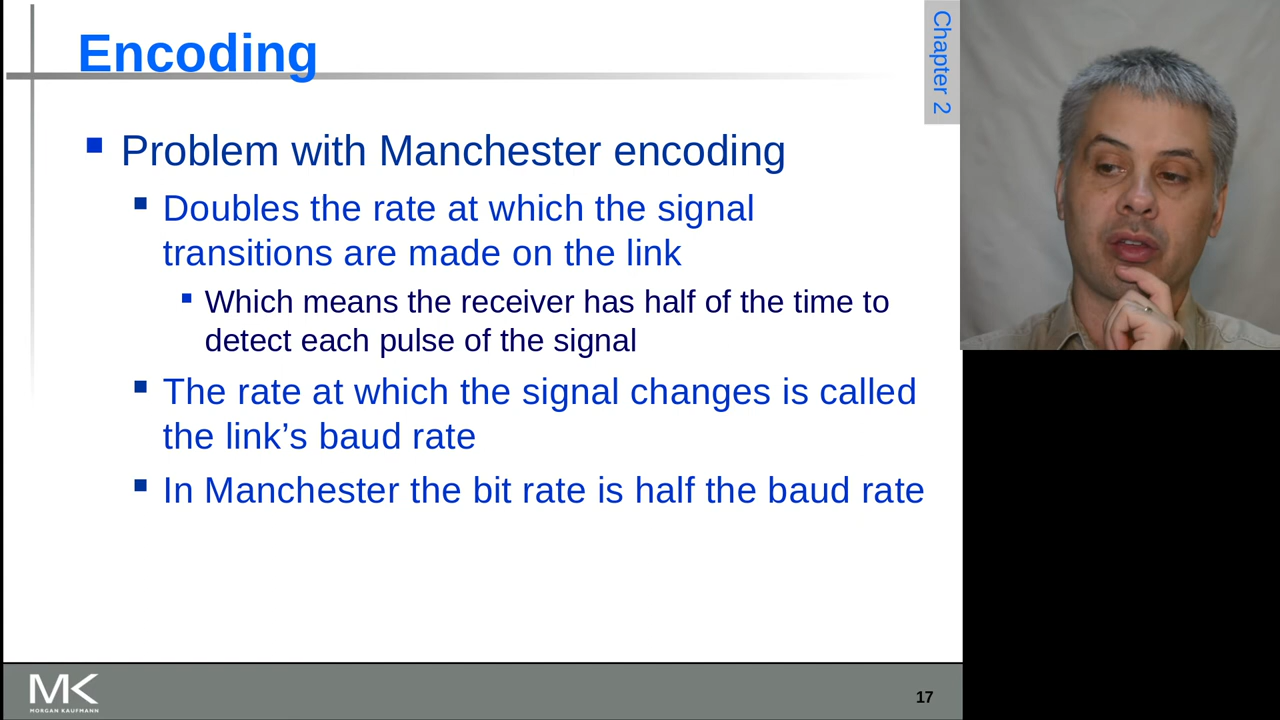 Encoding
Chapter 2
Problem with Manchester encoding
Doubles the rate at which the signal
transitions are made on the link
Which means the receiver has half of the time to
detect each pulse of the signal
The rate at which the signal changes is called
the link’s baud rate
In Manchester the bit rate is half the baud rate
MK
MORGAN KAUFMANN
17